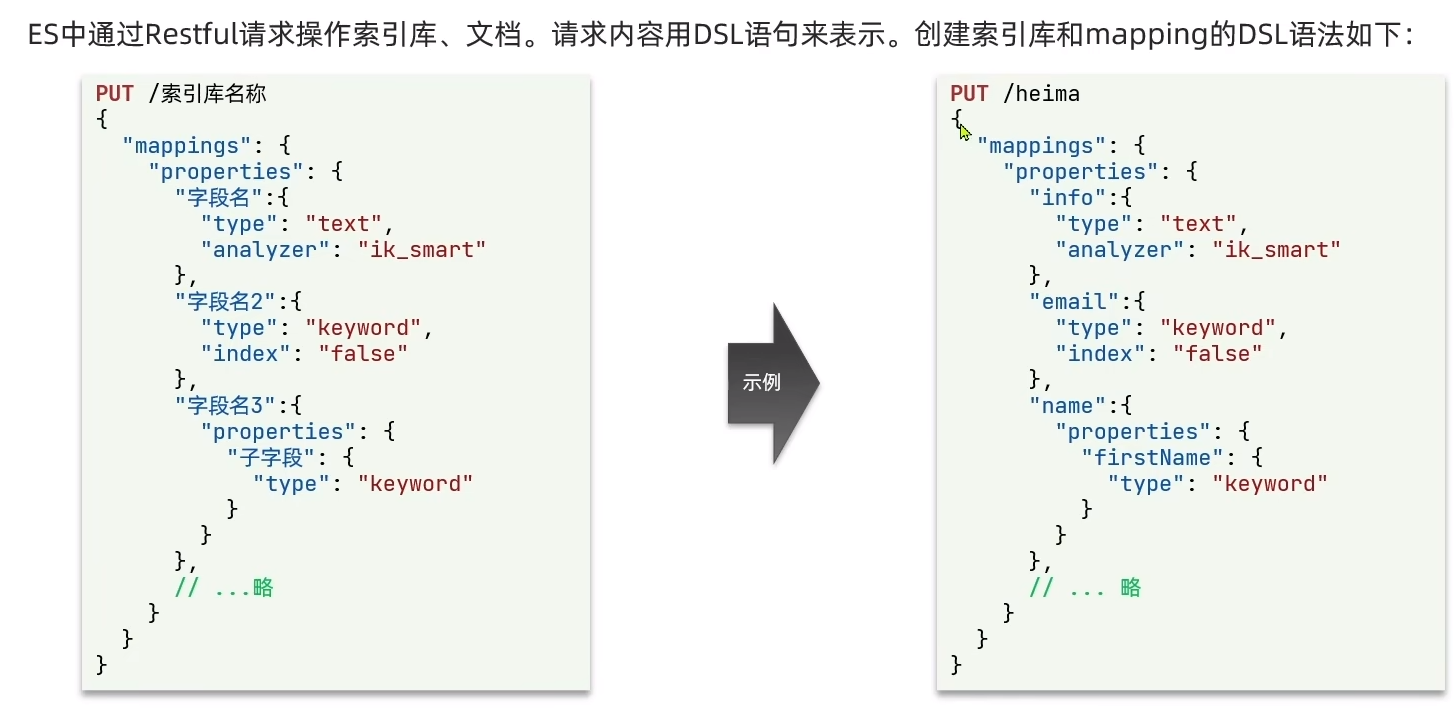 ES中通过Restful请求操作索引库、文档。请求内容用DSL语句来表示。创建索引库和mapping的DSL语法如下：
PUT /索引库名称
{
  "mappings": {
    "properties": {
      "字段名":{
        "type": "text",
        "analyzer": "ik_smart"
      },
      "字段名2":{
        "type": "keyword",
        "index": "false"
      },
      "字段名3":{
        "properties": {
          "子字段": {
            "type": "keyword"
          }
        }
      },
      // ...略
    }
  }
}
示例
PUT /heima
{
  "mappings": {
    "properties": {
      "info":{
        "type": "text",
        "analyzer": "ik_smart"
      },
      "email":{
        "type": "keyword",
        "index": "false"
      },
      "name":{
        "properties": {
          "firstName": {
            "type": "keyword"
          }
        }
      },
      // ... 略
    }
  }
}